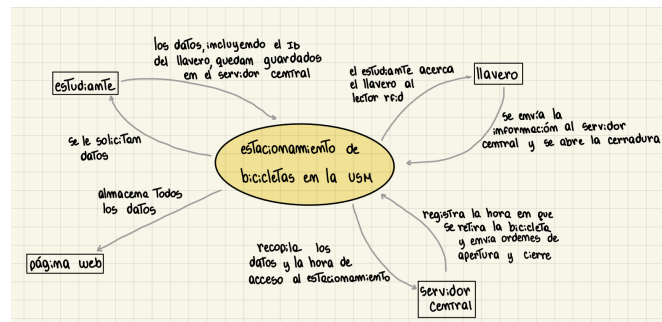 los datos, incluyendo el ID
del llavero, quedan guardados
en el servidor central
estudiante
el estudiante acerca
el llavero al
lector rfid
llavero
se le solicitan
datos
estacionamiento de
bicicletas en la USM
se envía la
información al servidor
central y se abre la cerradura
almacena todos
los datos
página web
recopila los
datos y la hora de
acceso al estacionamiento
registra la hora en que
se retira la bicicleta
y envia ordenes de
apertura y cierre
servidor
central